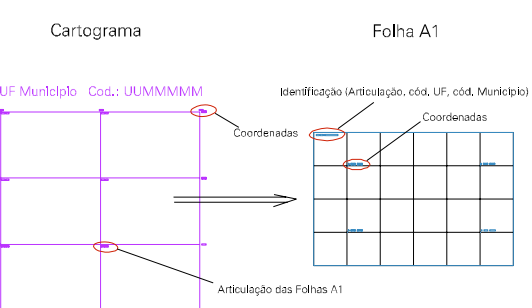 Cartograma
Folha A1
UF Município Cod.: UUMMMMM
Identificação (Articulação, cód. UF, cód. Município)
Coordenadas
Coordenadas
Articulação das Folhas A1